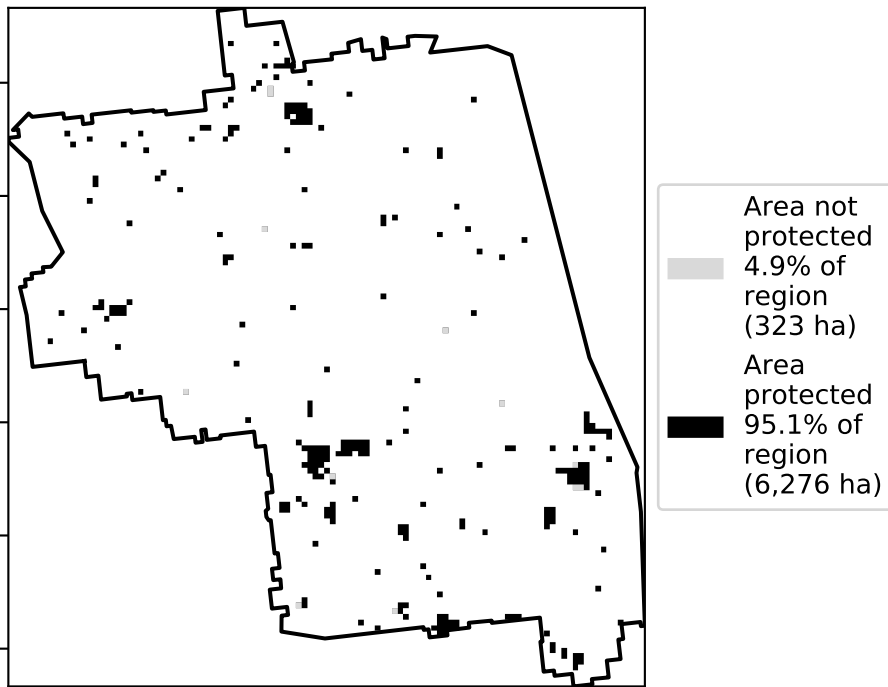 Area not
protected
4.9% of
region
(323 ha)
Area
protected
95.1% of
region
(6,276 ha)